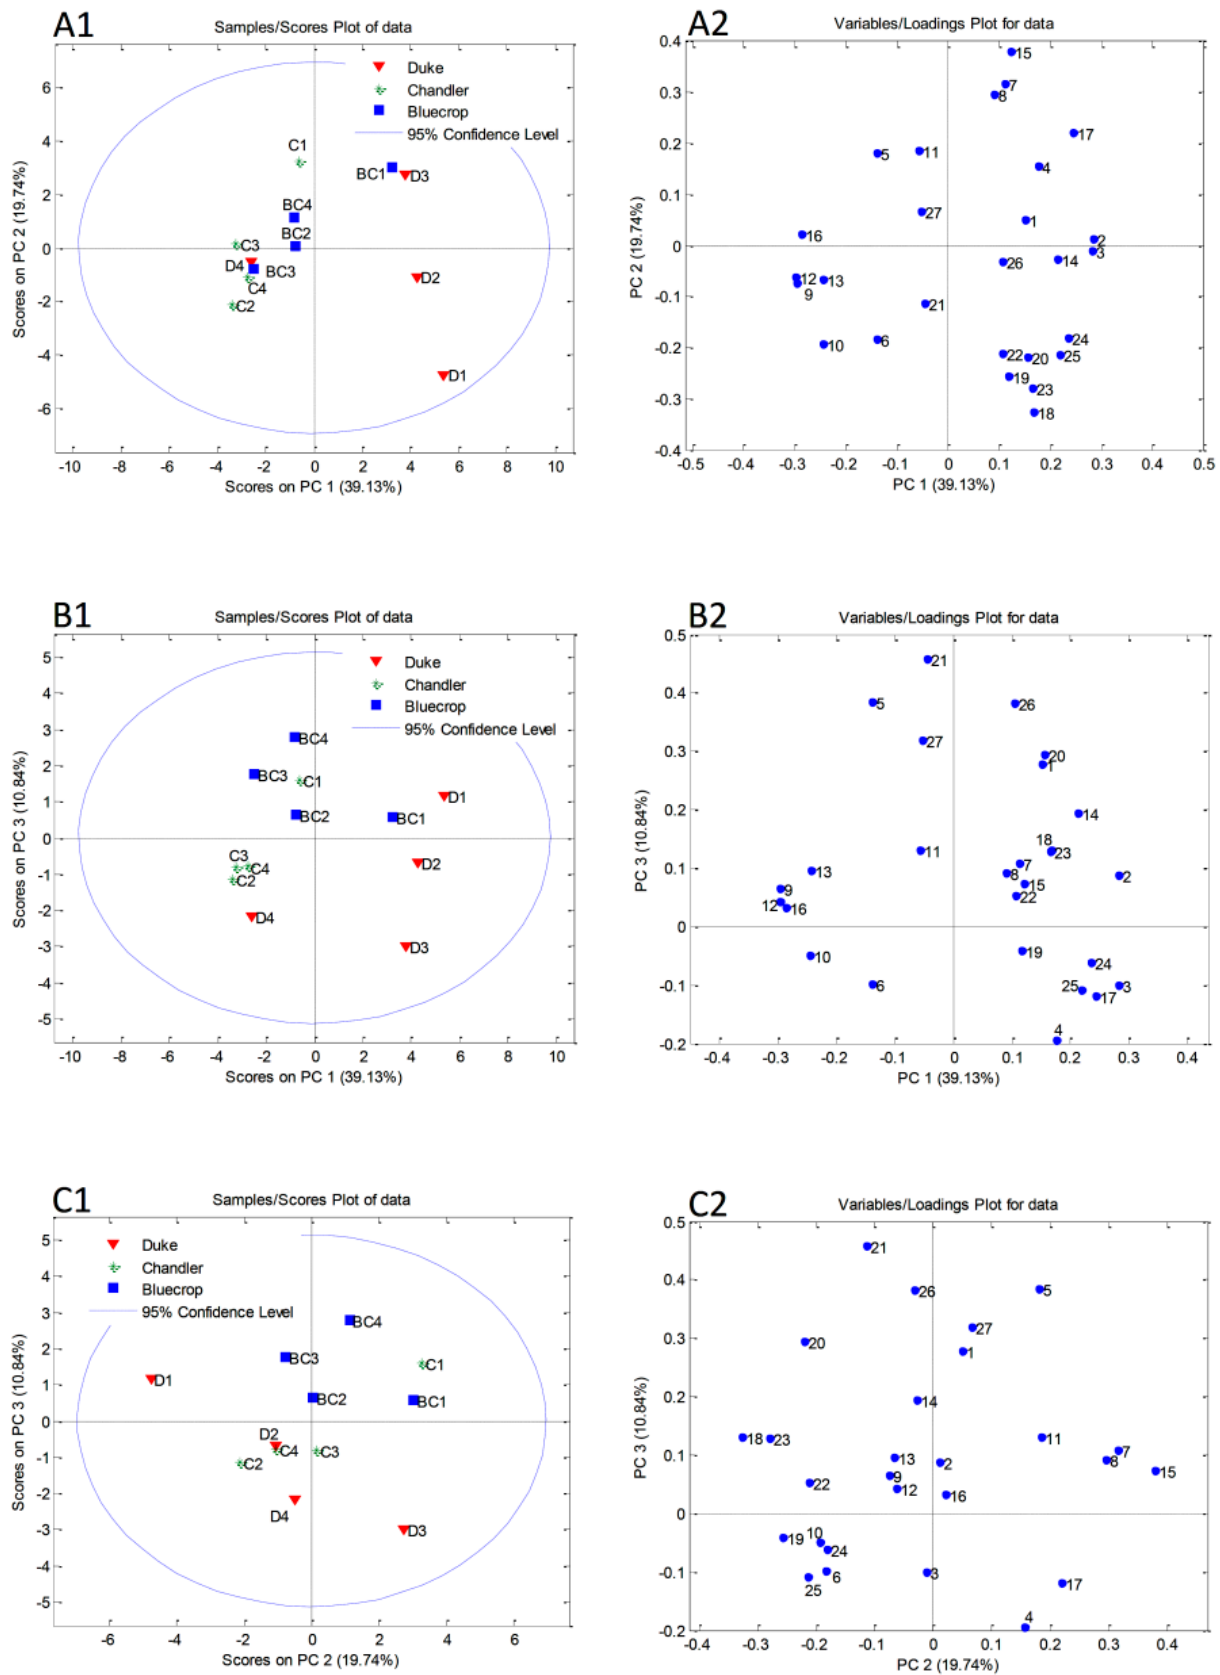 A1
Samples/Scores Plot of data
Duke
Chandler
Bluecrop
95% Confidence Level
C1
BC1
D3
BC4
BC2
C3
D4
BC3
C4
C2
D2
D1
6
4
2
0
-2
-4
-6
Scores on PC 2 (19.74%)
-10 -8 -6 -4 -2 0 2 4 6 8 10
Scores on PC 1 (39.13%)
A2
Variables/Loadings Plot for data
15
7
8
17
5
11
4
27
1
16
2
3
26
14
12
13
9
21
10
6
24
22
20
25
19
23
18
0.4
0.3
0.2
0.1
0
-0.1
-0.2
-0.3
-0.4
PC 2 (19.74%)
-0.5 -0.4 -0.3 -0.2 -0.1 0 0.1 0.2 0.3 0.4 0.5
PC 1 (39.13%)
B1
Samples/Scores Plot of data
Duke
Chandler
Bluecrop
95% Confidence Level
BC4
BC3
C1
D1
BC2
BC1
C3
C4
C2
D2
D4
D3
5
4
3
2
1
0
-1
-2
-3
-4
-5
Scores on PC 3 (10.84%)
-10 -8 -6 -4 -2 0 2 4 6 8 10
Scores on PC 1 (39.13%)
B2
Variables/Loadings Plot for data
21
5
26
27
20
1
14
18
23
11
7
13
8
15
2
9
22
12
16
19
10
24
6
25
17
3
4
0.5
0.4
0.3
0.2
0.1
0
-0.1
-0.2
PC 3 (10.84%)
-0.4 -0.3 -0.2 -0.1 0 0.1 0.2 0.3 0.4
PC 1 (39.13%)
C1
Samples/Scores Plot of data
Duke
Chandler
Bluecrop
95% Confidence Level
BC4
BC3
C1
D1
BC2
BC1
D2
C4
C3
C2
D4
D3
5
4
3
2
1
0
-1
-2
-3
-4
-5
Scores on PC 3 (10.84%)
-6 -4 -2 0 2 4 6
Scores on PC 2 (19.74%)
C2
Variables/Loadings Plot for data
21
26
5
27
20
1
14
18
23
11
7
8
13
2
15
9
22
12
16
19
10
24
6
25
3
17
4
0.5
0.4
0.3
0.2
0.1
0
-0.1
-0.2
PC 3 (10.84%)
-0.4 -0.3 -0.2 -0.1 0 0.1 0.2 0.3 0.4
PC 2 (19.74%)